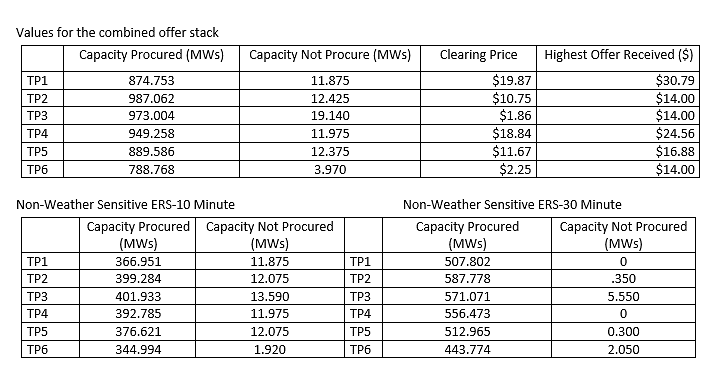 Values for the combined offer stack
Capacity Procured (MWs) Capacity Not Procure (MWs) Clearing Price Highest Offer Received ($)
TP1 874.753 11.875 $19.87 $30.79
TP2 987.062 12.425 $10.75 $14.00
TP3 973.004 19.140 $1.86 $14.00
TP4 949.258 11.975 $18.84 $24.56
TP5 889.586 12.375 $11.67 $16.88
TP6 788.768 3.970 $2.25 $14.00
Non-Weather Sensitive ERS-10 Minute Non-Weather Sensitive ERS-30 Minute
Capacity Procured Capacity Not Procured Capacity Procured Capacity Not Procured
(MWs) (MWs) (MWs) (MWs)
TP1 366.951 11.875 TP1 507.802 0
TP2 399.284 12.075 TP2 587.778 .350
TP3 401.933 13.590 TP3 571.071 5.550
TP4 392.785 11.975 TP4 556.473 0
TP5 376.621 12.075 TP5 512.965 0.300
TP6 344.994 1.920 TP6 443.774 2.050